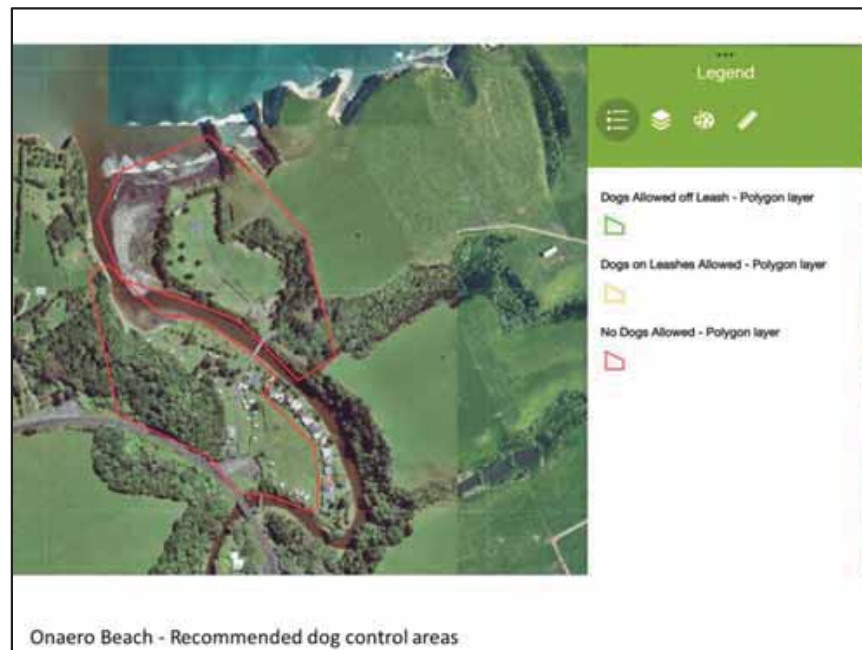 Legend
Dogs Allowed off Leash - Polygon layer
Dogs on Leashes Allowed - Polygon layer
No Dogs Allowed - Polygon layer
Onaero Beach - Recommended dog control areas